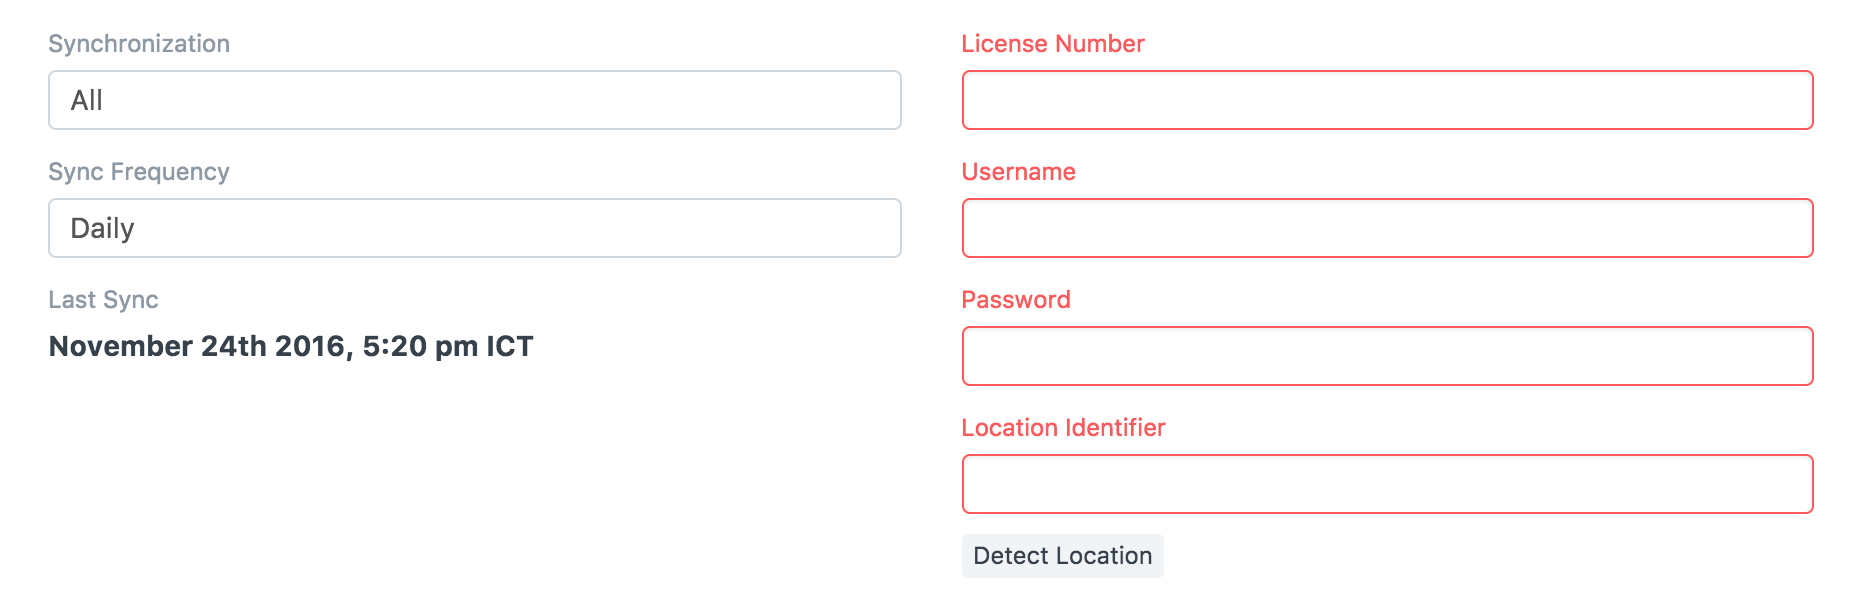 Synchronization
All
Sync Frequency
Daily
Last Sync
November 24th 2016, 5:20 pm ICT
License Number
Username
Password
Location Identifier
Detect Location